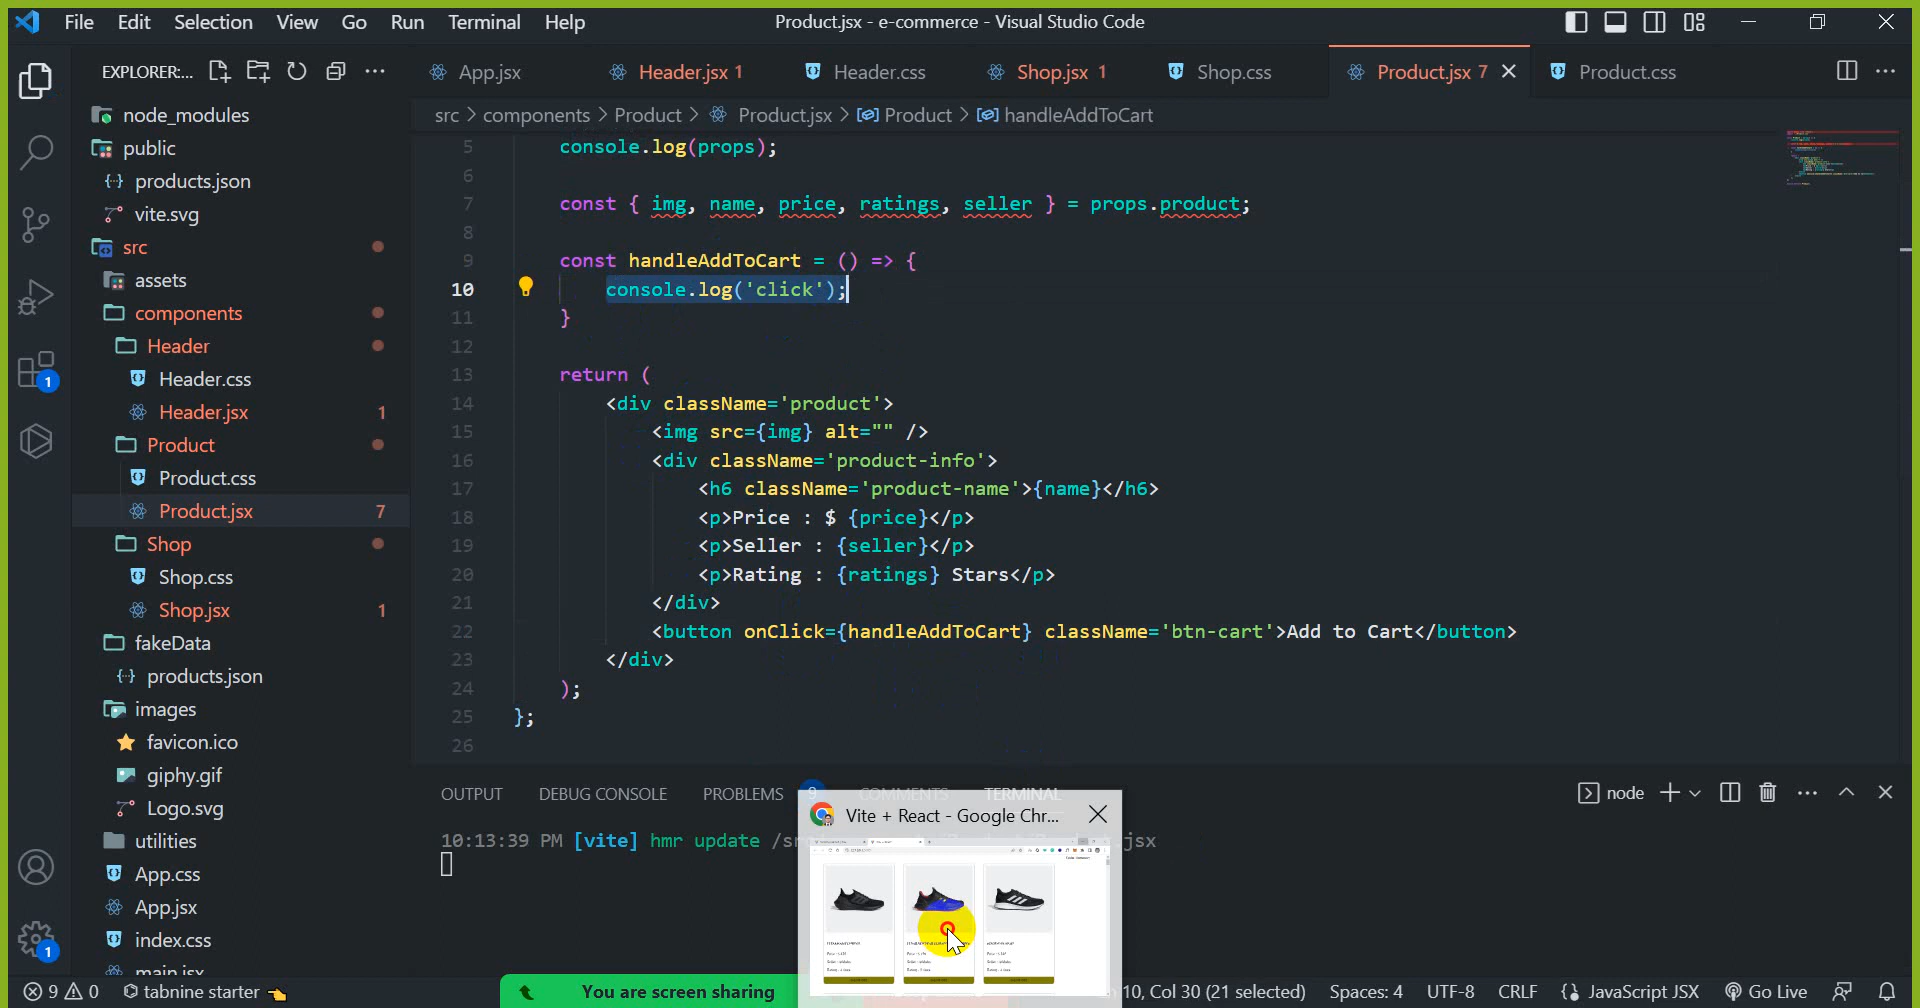 File Edit Selection View Go Run Terminal Help Product.jsx - e-commerce - Visual Studio Code
EXPLORER:... App.jsx Header.jsx 1 Header.css Shop.jsx 1 Shop.css Product.jsx 7 Product.css
src > components > Product > Product.jsx > Product > handleAddToCart
node_modules
public
products.json
vite.svg
src
assets
components
Header
Header.css
Header.jsx 1
Product
Product.css
Product.jsx 7
Shop
Shop.css
Shop.jsx 1
fakeData
products.json
images
favicon.ico
giphy.gif
Logo.svg
utilities
App.css
App.jsx
index.css
main.jsx
1
1
5 console.log(props);
6
7 const { img, name, price, ratings, seller } = props.product;
8
9 const handleAddToCart = () => {
10 console.log('click');
11 }
12
13 return (
14 <div className='product'>
15 <img src={img} alt="" />
16 <div className='product-info'>
17 <h6 className='product-name'>{name}</h6>
18 <p>Price : $ {price}</p>
19 <p>Seller : {seller}</p>
20 <p>Rating : {ratings} Stars</p>
21 </div>
22 <button onClick={handleAddToCart} className='btn-cart'>Add to Cart</button>
23 </div>
24 );
25 };
26
OUTPUT DEBUG CONSOLE PROBLEMS 9 COMMENTS TERMINAL node
10:13:39 PM [vite] hmr update jsx
Vite + React - Google Chr...
9 0 tabnine starter You are screen sharing 10, Col 30 (21 selected) Spaces: 4 UTF-8 CRLF JavaScript JSX Go Live